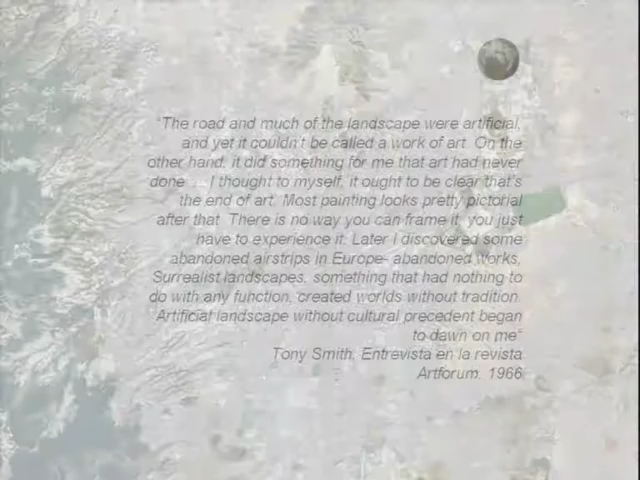 "The road and much of the landscape were artificial,
and yet it couldn't be called a work of art. On the
other hand, it did something for me that art had never
done ... I thought to myself, it ought to be clear that's
the end of art. Most painting looks pretty pictorial
after that. There is no way you can frame it, you just
have to experience it. Later I discovered some
abandoned airstrips in Europe- abandoned works,
Surrealist landscapes, something that had nothing to
do with any function, created worlds without tradition.
Artificial landscape without cultural precedent began
to dawn on me"
Tony Smith, Entrevista en la revista
Artforum, 1966